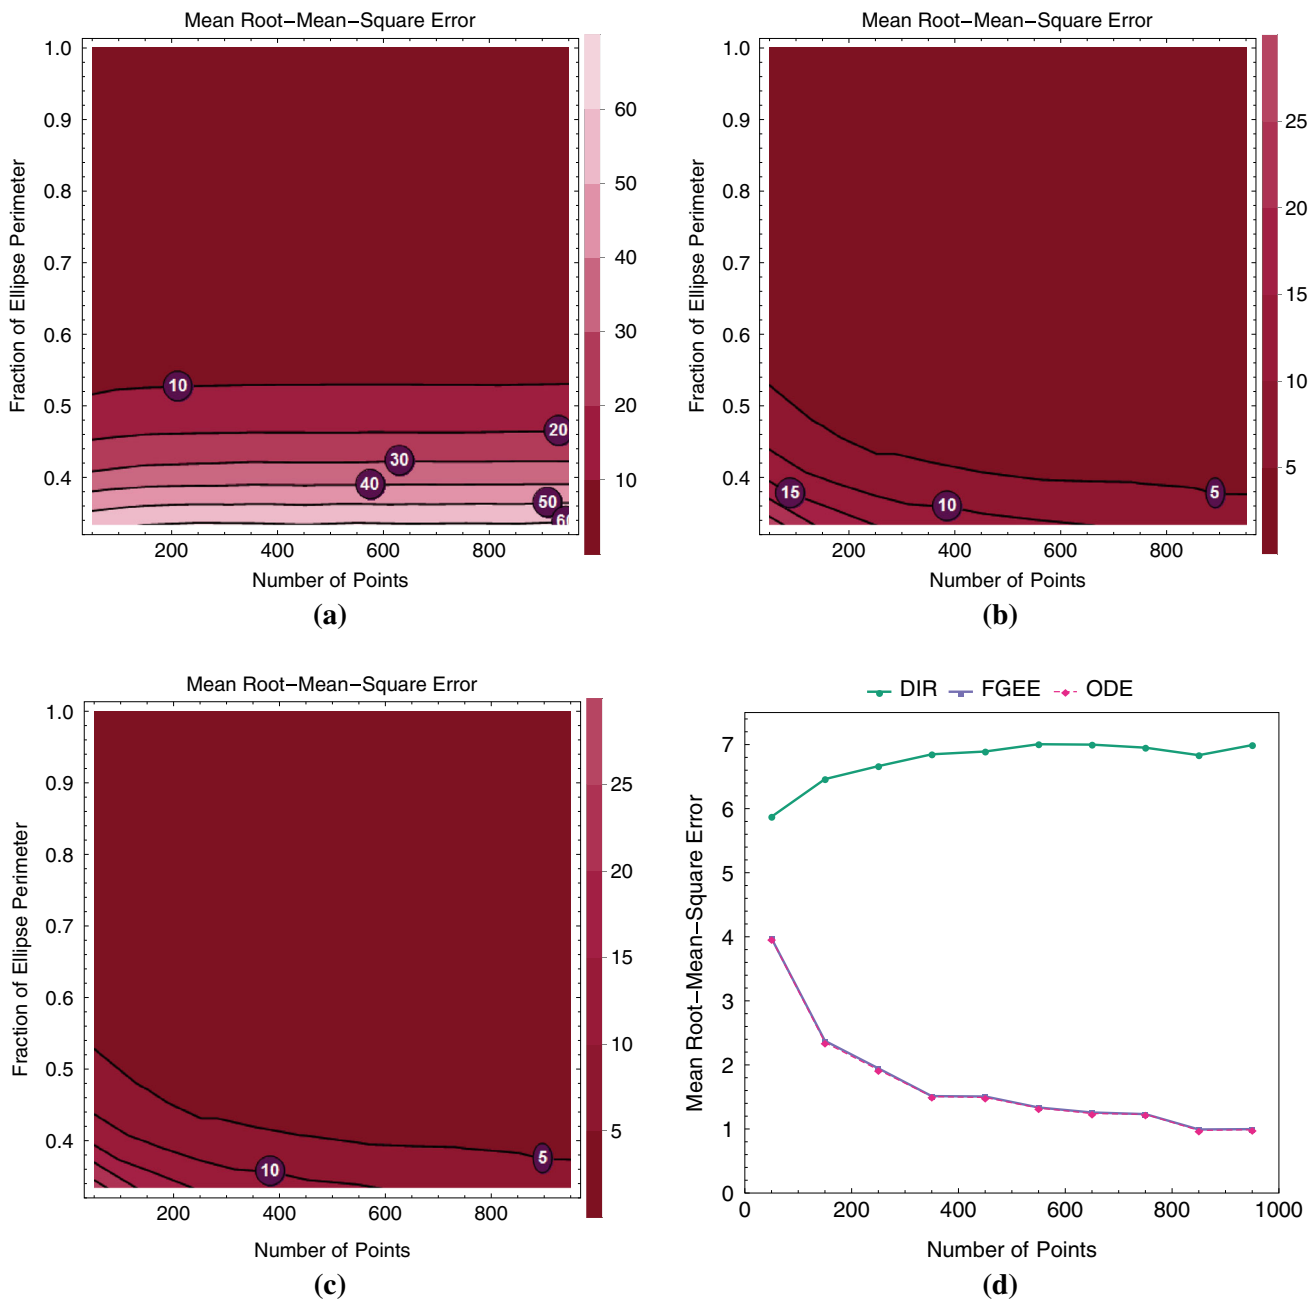 Mean Root−Mean−Square Error
1.0
0.9
0.8
0.7
0.6
0.5
0.4
Fraction of Ellipse Perimeter
10
20
30
40
50
60
50
40
30
20
10
200 400 600 800
Number of Points
(a)
Mean Root−Mean−Square Error
1.0
0.9
0.8
0.7
0.6
0.5
0.4
Fraction of Ellipse Perimeter
15
10
5
25
20
15
10
5
200 400 600 800
Number of Points
(b)
Mean Root−Mean−Square Error
1.0
0.9
0.8
0.7
0.6
0.5
0.4
Fraction of Ellipse Perimeter
10
5
25
20
15
10
5
200 400 600 800
Number of Points
(c)
DIR FGEE ODE
7
6
5
4
3
2
1
0
Mean Root−Mean−Square Error
0 200 400 600 800 1000
Number of Points
(d)